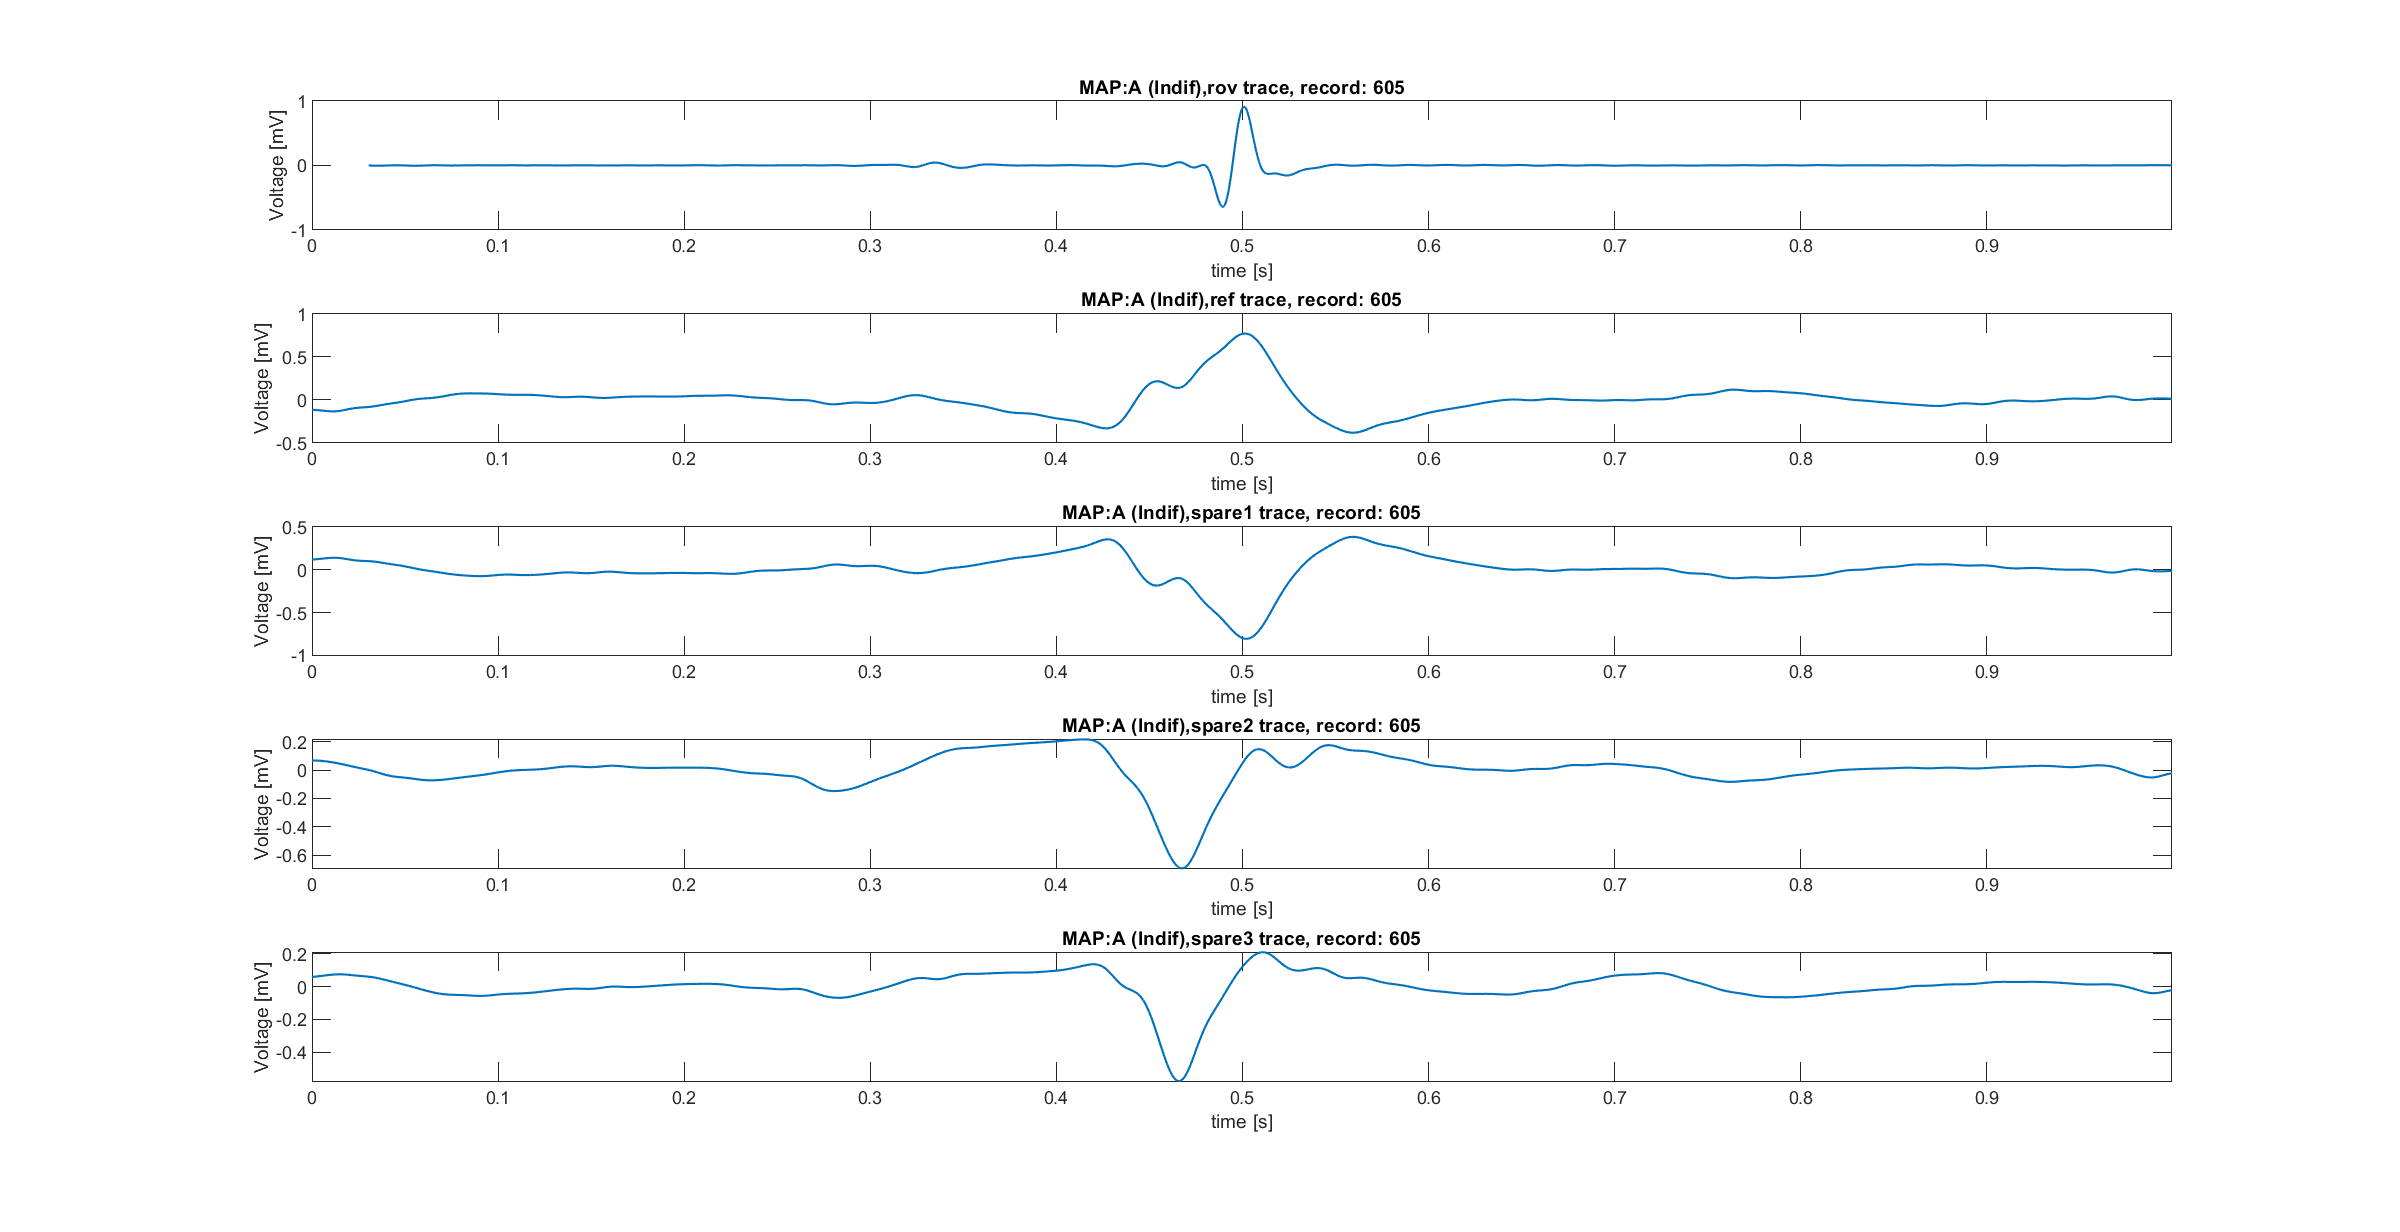 MAP:A (Indif),rov trace, record: 605
Voltage [mV]
1
0
-1
0 0.1 0.2 0.3 0.4 0.5 0.6 0.7 0.8 0.9
time [s]
MAP:A (Indif),ref trace, record: 605
Voltage [mV]
1
0.5
0
-0.5
0 0.1 0.2 0.3 0.4 0.5 0.6 0.7 0.8 0.9
time [s]
MAP:A (Indif),spare1 trace, record: 605
Voltage [mV]
0.5
0
-0.5
-1
0 0.1 0.2 0.3 0.4 0.5 0.6 0.7 0.8 0.9
time [s]
MAP:A (Indif),spare2 trace, record: 605
Voltage [mV]
0.2
0
-0.2
-0.4
-0.6
0 0.1 0.2 0.3 0.4 0.5 0.6 0.7 0.8 0.9
time [s]
MAP:A (Indif),spare3 trace, record: 605
Voltage [mV]
0.2
0
-0.2
-0.4
0 0.1 0.2 0.3 0.4 0.5 0.6 0.7 0.8 0.9
time [s]